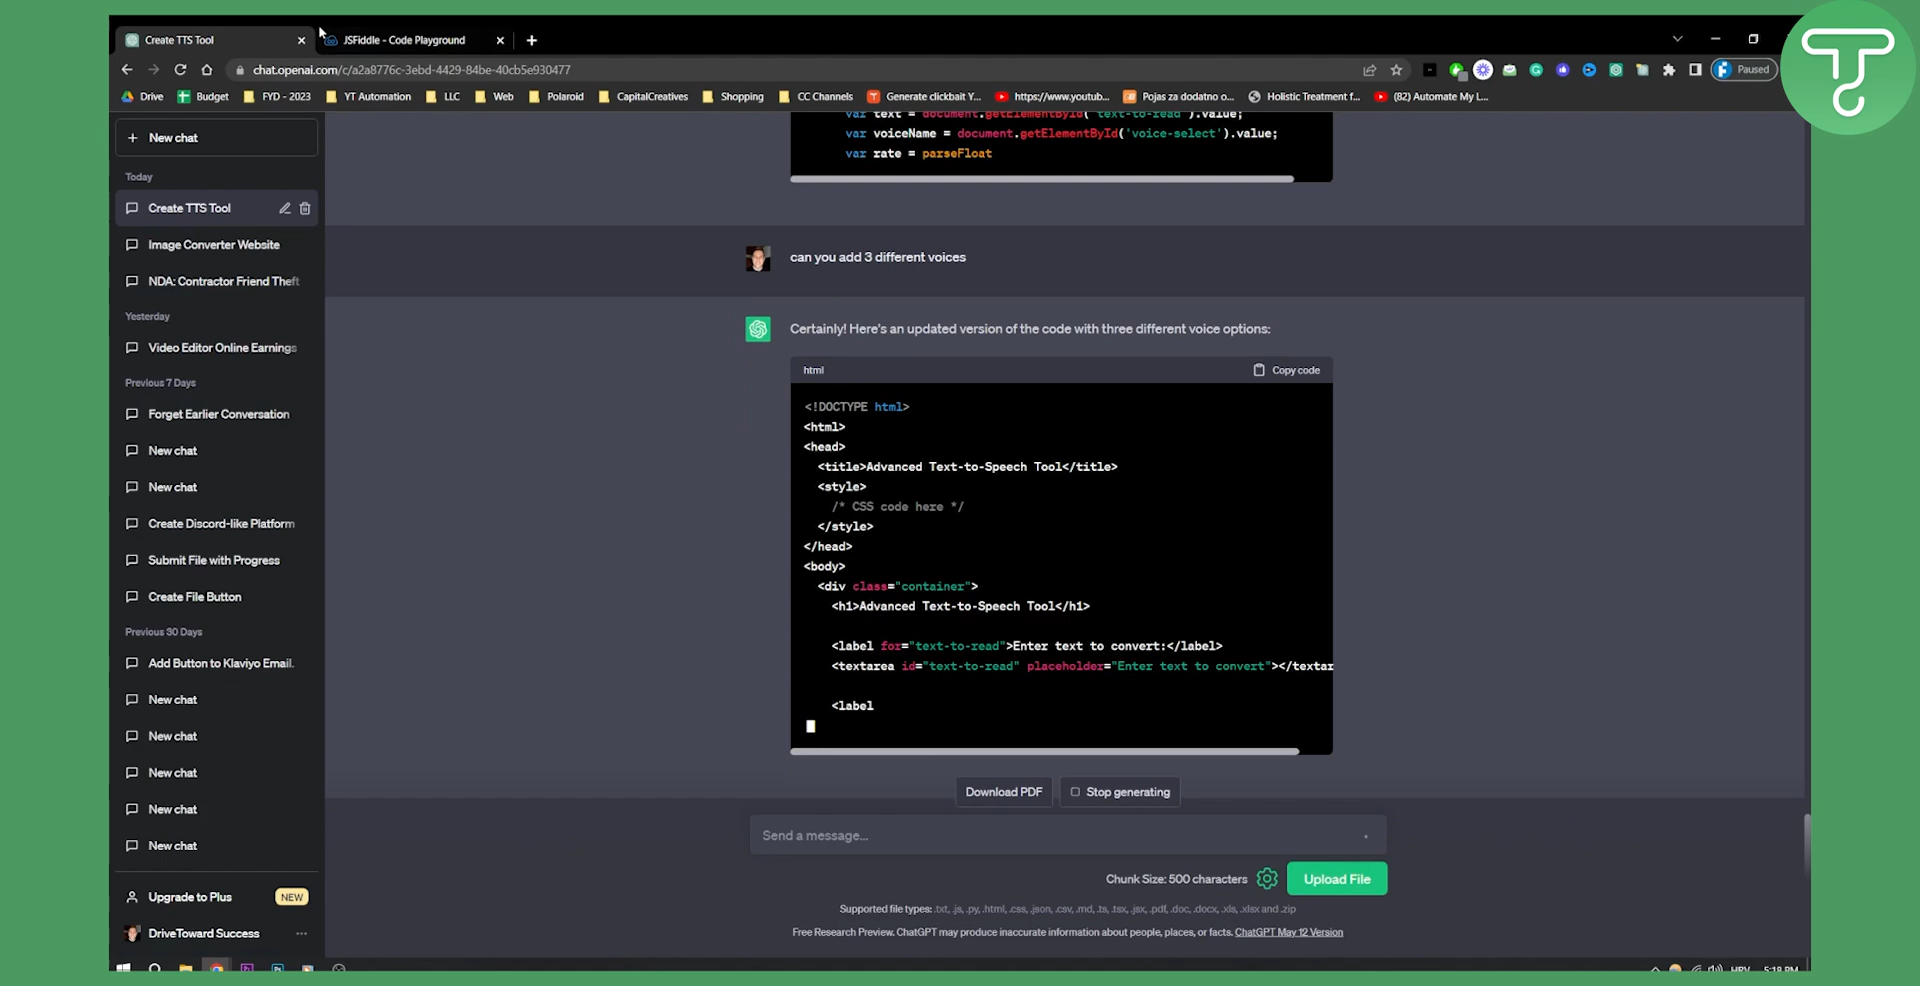 Create TTS Tool
JSFiddle - Code Playground
chat.openai.com/c/a2a8776c-3ebd-4429-84be-40cb5e930477
Paused
Drive
Budget
FYD - 2023
YT Automation
LLC
Web
Polaroid
CapitalCreatives
Shopping
CC Channels
Generate clickbait Y...
https://www.youtub...
Pojas za dodatno o...
Holistic Treatment f...
(82) Automate My L...
New chat
Today
Create TTS Tool
Image Converter Website
NDA: Contractor Friend Theft
Yesterday
Video Editor Online Earnings
Previous 7 Days
Forget Earlier Conversation
New chat
New chat
Create Discord-like Platform
Submit File with Progress
Create File Button
Previous 30 Days
Add Button to Klaviyo Email.
New chat
New chat
New chat
New chat
New chat
Upgrade to Plus
NEW
DriveToward Success
var text = document.getElementById('text-to-read').value;
var voiceName = document.getElementById('voice-select').value;
var rate = parseFloat
can you add 3 different voices
Certainly! Here's an updated version of the code with three different voice options:
html
Copy code
<!DOCTYPE html>
<html>
<head>
<title>Advanced Text-to-Speech Tool</title>
<style>
/* CSS code here */
</style>
</head>
<body>
<div class="container">
<h1>Advanced Text-to-Speech Tool</h1>
<label for="text-to-read">Enter text to convert:</label>
<textarea id="text-to-read" placeholder="Enter text to convert"></textar
<label
Download PDF
Stop generating
Send a message...
Chunk Size: 500 characters
Upload File
Supported file types: .txt, .js, .py, .html, .css, .json, .csv, .md, .ts, .tsx, .jsx, .pdf, .doc, .docx, .xls, .xlsx and .zip
Free Research Preview. ChatGPT may produce inaccurate information about people, places, or facts. ChatGPT May 12 Version
HRV
5:18 PM